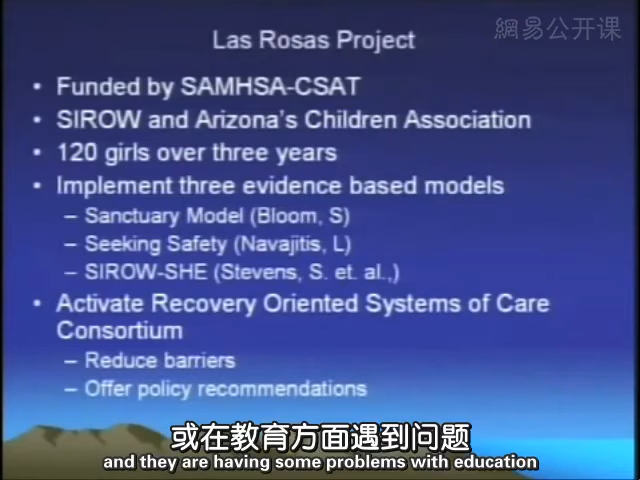 網易公开课
Las Rosas Project
• Funded by SAMHSA-CSAT
• SIROW and Arizona's Children Association
• 120 girls over three years
• Implement three evidence based models
– Sanctuary Model (Bloom, S)
– Seeking Safety (Navajitis, L)
– SIROW-SHE (Stevens, S. et. al.,)
• Activate Recovery Oriented Systems of Care
Consortium
– Reduce barriers
– Offer policy recommendations
或在教育方面遇到问题
and they are having some problems with education